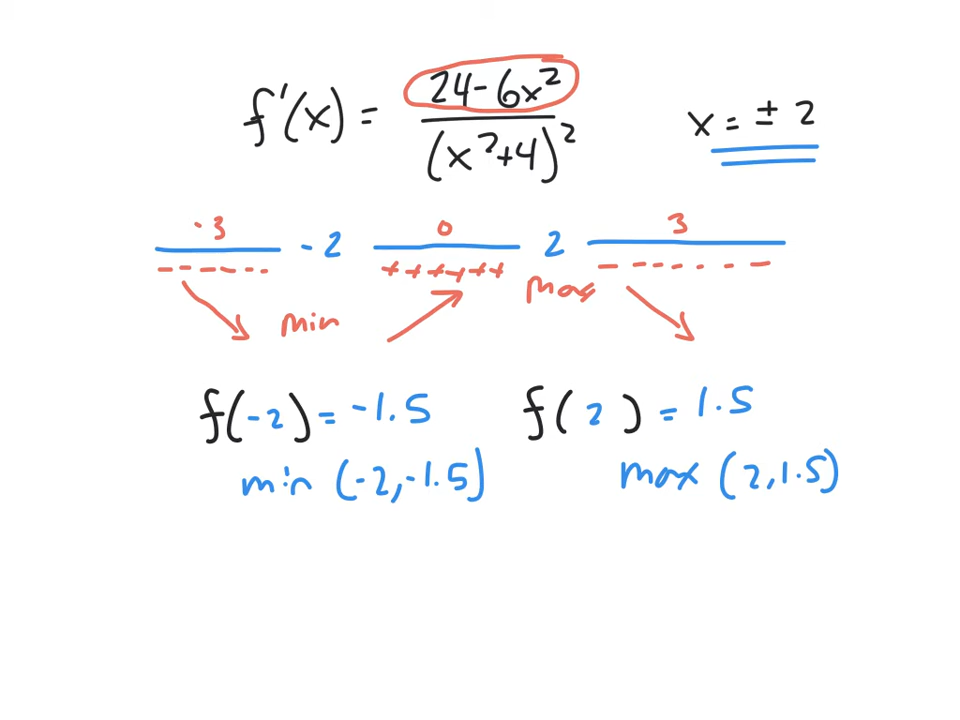 f'(x) = 24-6x² / (x²+4)² x = ± 2
-3 0 3
-2 2
----- ++++++ -------
min max
f(-2) = -1.5 f(2) = 1.5
min (-2,-1.5) max (2,1.5)